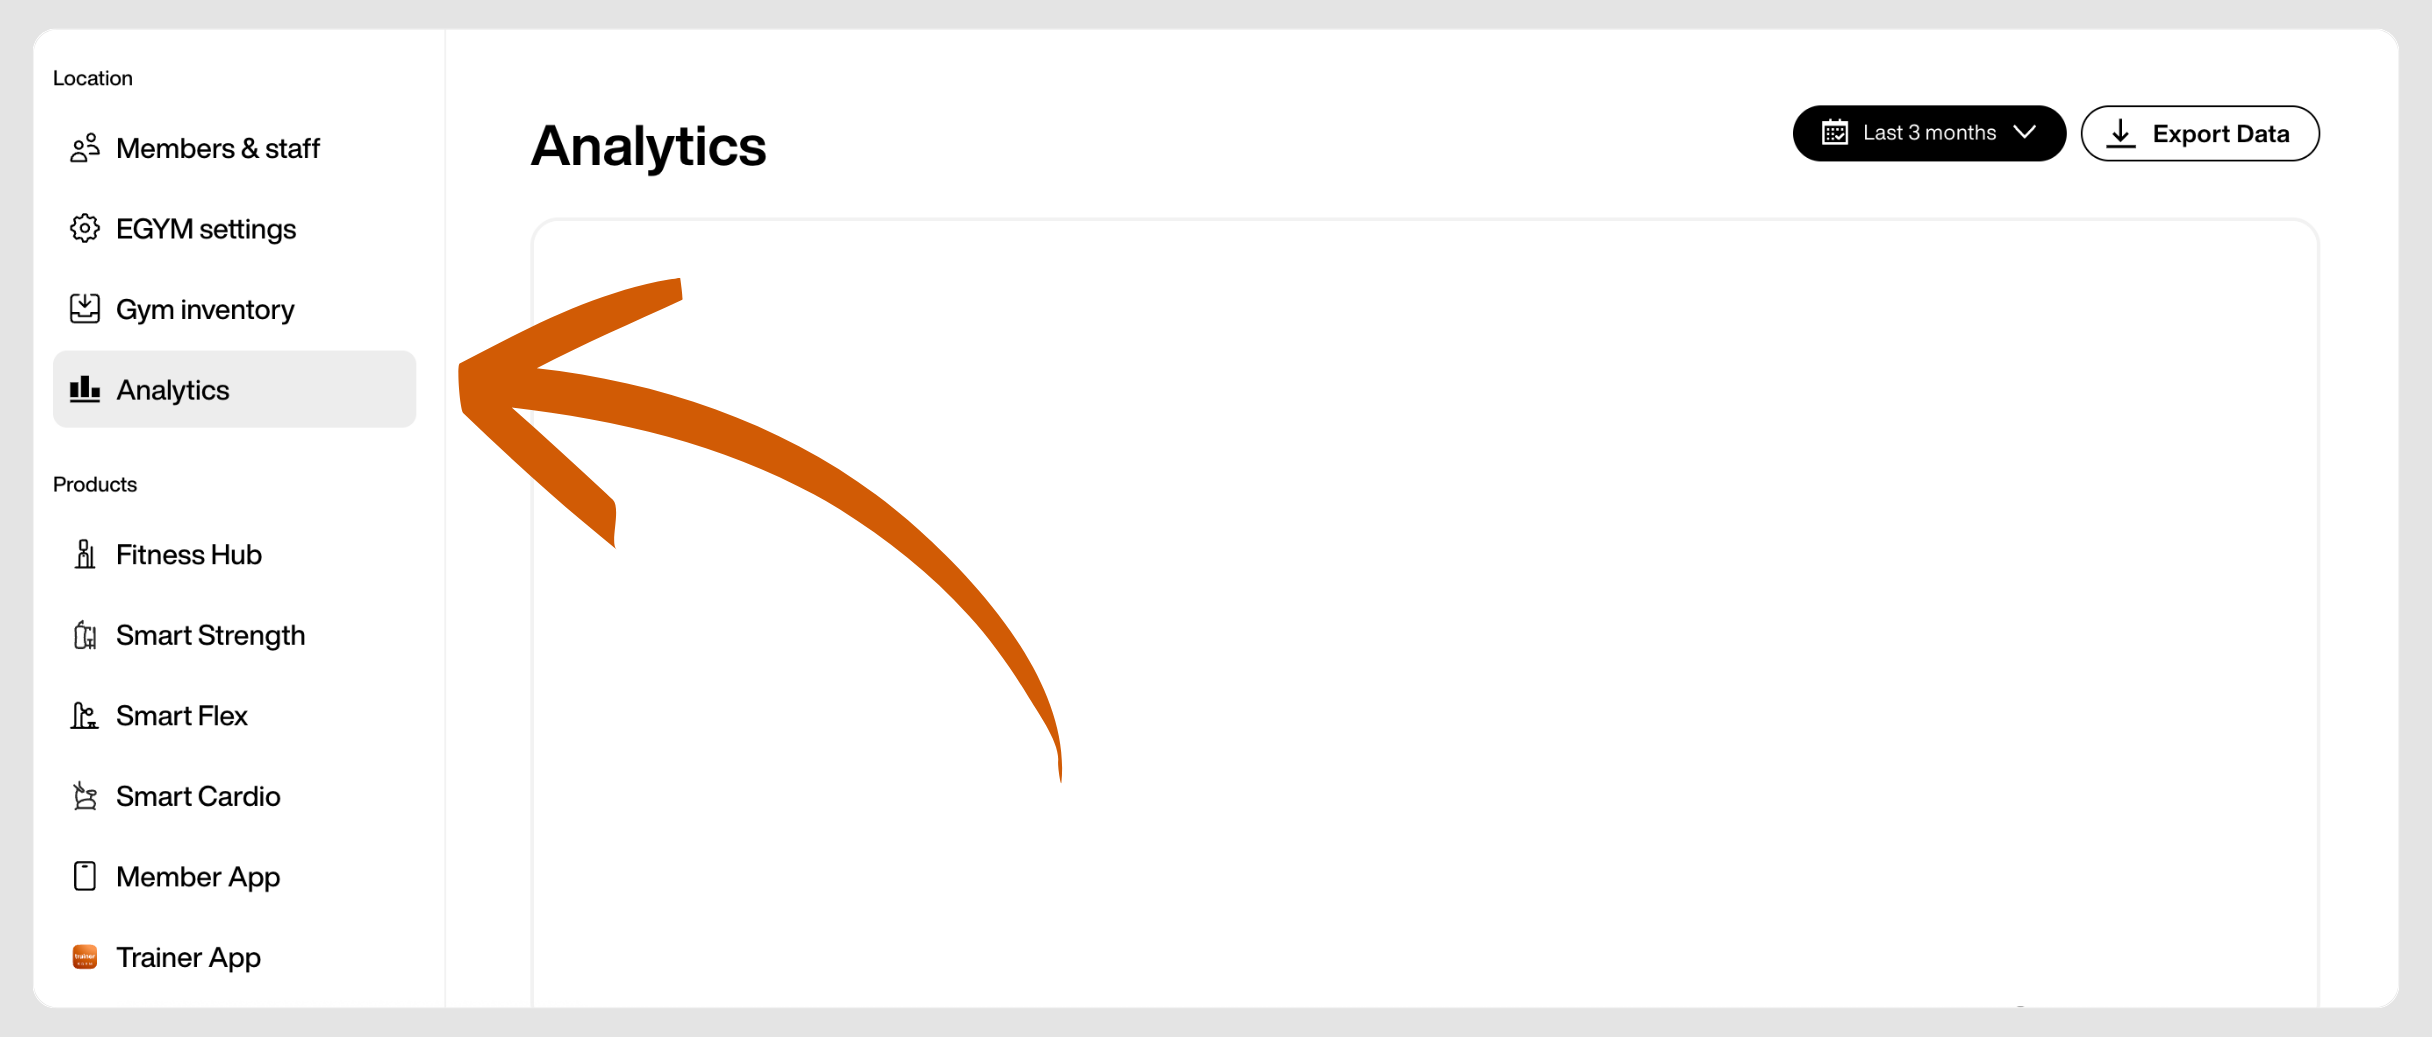 Location
Members & staff
EGYM settings
Gym inventory
Analytics
Products
Fitness Hub
Smart Strength
Smart Flex
Smart Cardio
Member App
trainer
Trainer App
Analytics
Last 3 months
Export Data